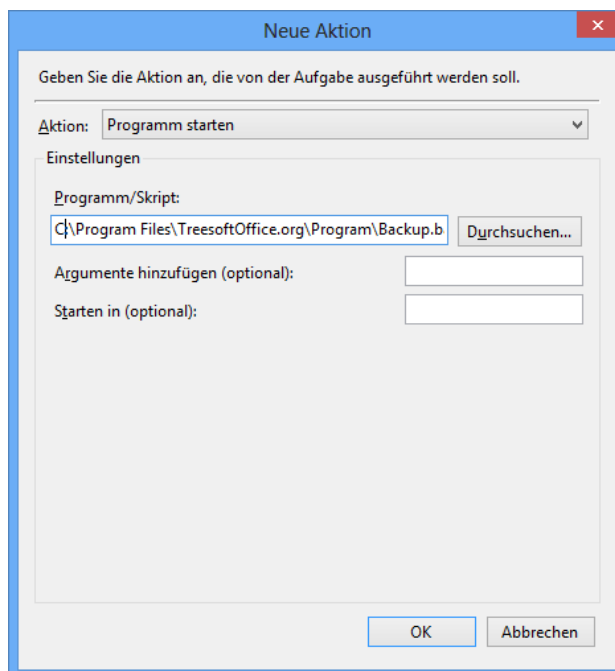 Neue Aktion
Geben Sie die Aktion an, die von der Aufgabe ausgeführt werden soll.
Aktion: Programm starten
Einstellungen
Programm/Skript:
C:\Program Files\TreesoftOffice.org\Program\Backup.b Durchsuchen...
Argumente hinzufügen (optional):
Starten in (optional):
OK Abbrechen